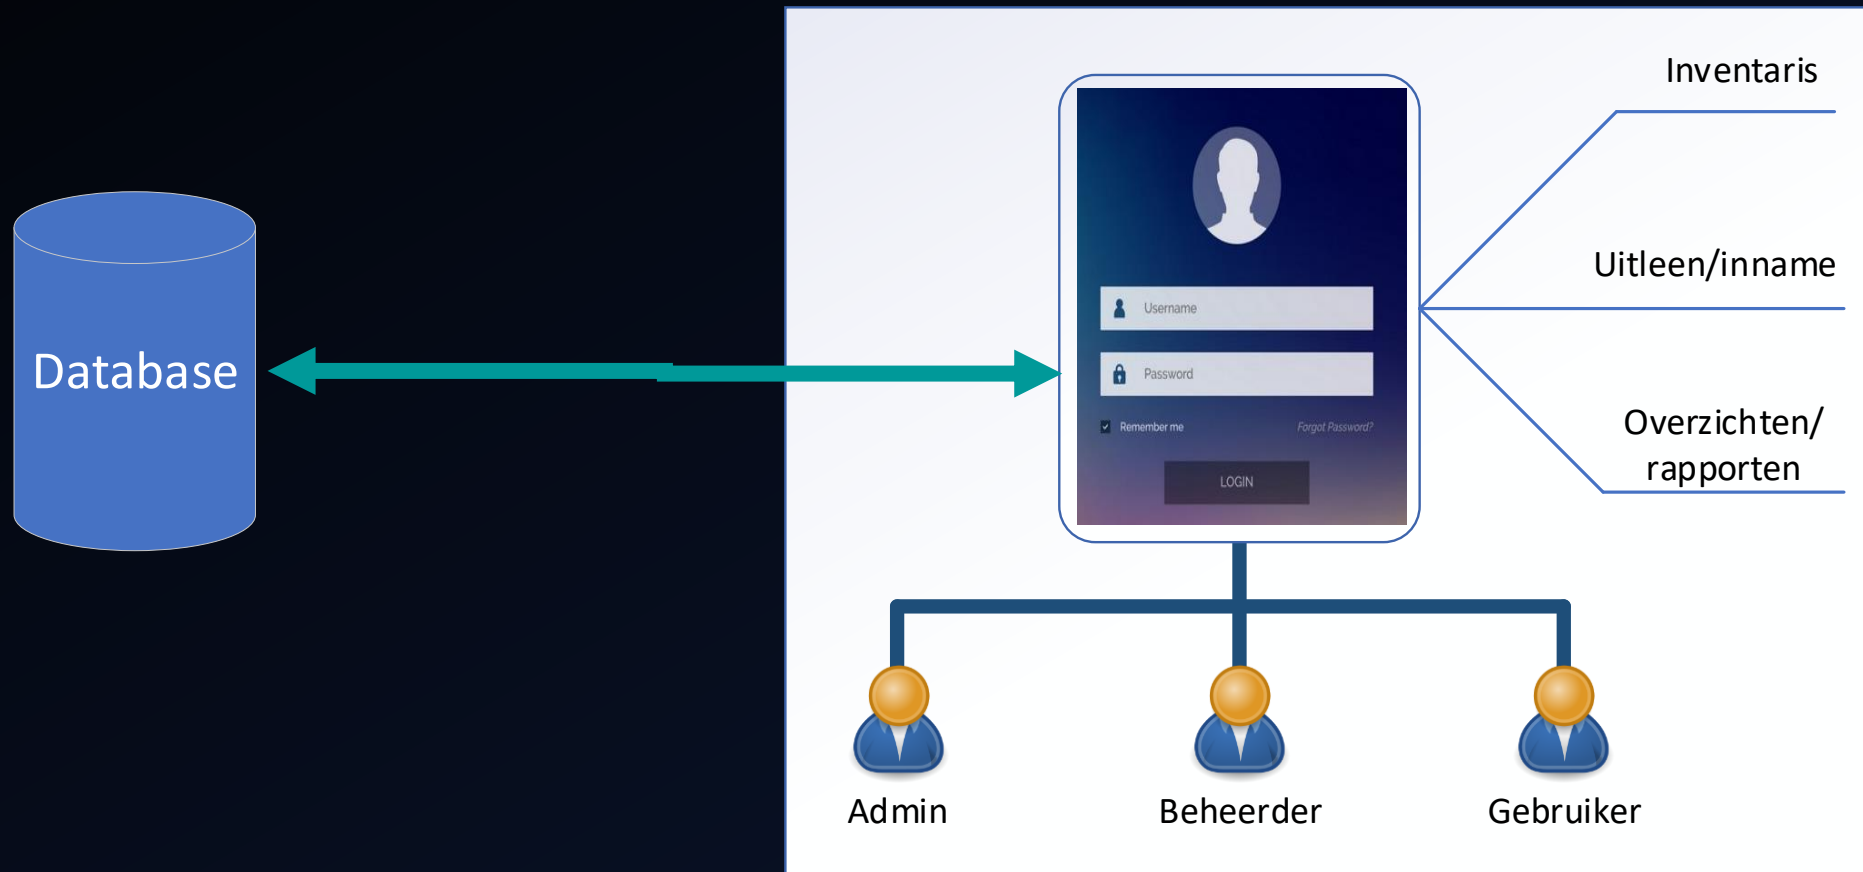 Inventaris
Uitleen/inname
Overzichten/
rapporten
Database
Username
Password
Remember me
Forgot Password?
LOGIN
Admin
Beheerder
Gebruiker